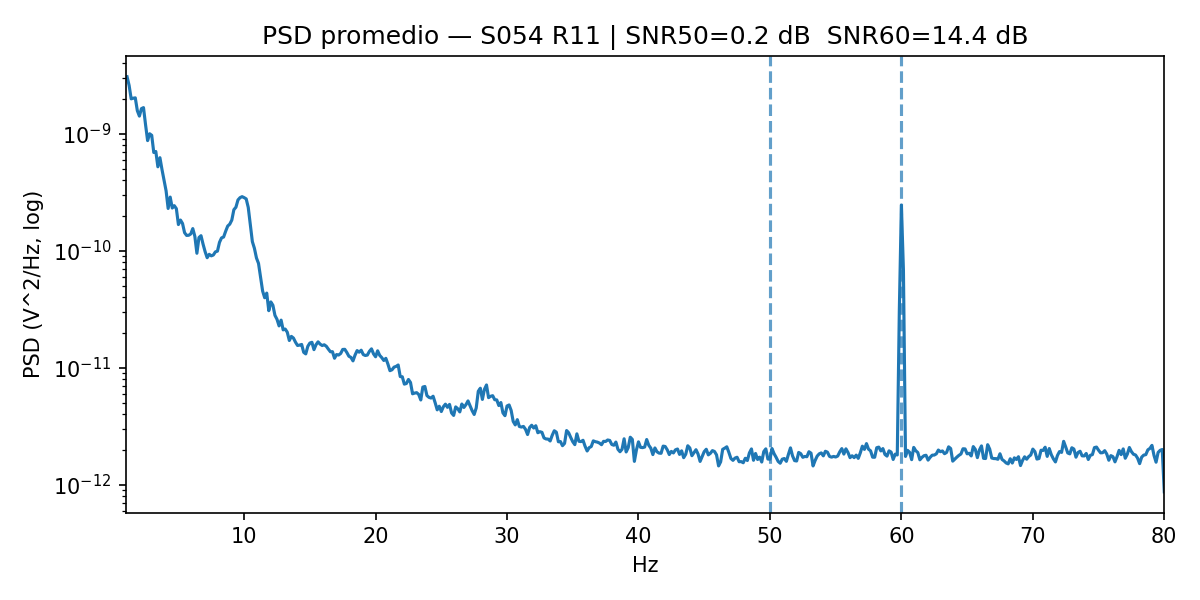 PSD promedio — S054 R11 | SNR50=0.2 dB  SNR60=14.4 dB
PSD (V^2/Hz, log)
10⁻⁹
10⁻¹⁰
10⁻¹¹
10⁻¹²
10 20 30 40 50 60 70 80
Hz